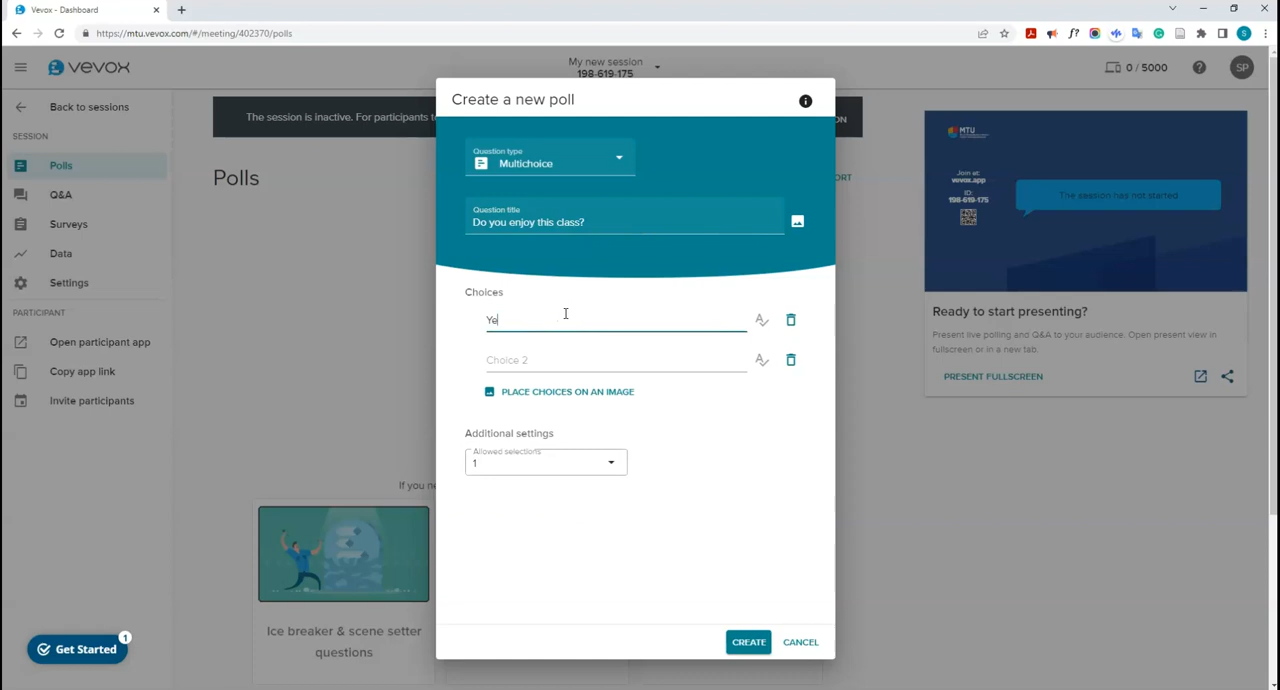 Vevox - Dashboard
https://mtu.vevox.com/#/meeting/402370/polls
S
vevox
My new session
198-619-175
0 / 5000
SP
Back to sessions
SESSION
Polls
Q&A
Surveys
Data
Settings
PARTICIPANT
Open participant app
Copy app link
Invite participants
Get Started
1
The session is inactive. For participants t
ON
Polls
ORT
If you ne
Ice breaker & scene setter
questions
Create a new poll
Question type
Multichoice
Question title
Do you enjoy this class?
Choices
Ye
Choice 2
PLACE CHOICES ON AN IMAGE
Additional settings
Allowed selections
1
CREATE
CANCEL
MTU
Join at:
vevox.app
ID:
198-619-175
The session has not started
Ready to start presenting?
Present live polling and Q&A to your audience. Open present view in
fullscreen or in a new tab.
PRESENT FULLSCREEN